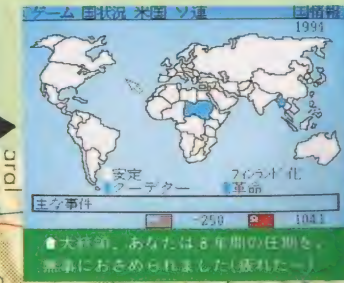 ゲーム 国状況 米国 ソ連 国情報
1994
安定 フィンランド化
クーデター 革命
主な事件
-250 1041
大統領、あなたは8年間の任期を、
無事におさめられました(疲れた〜)